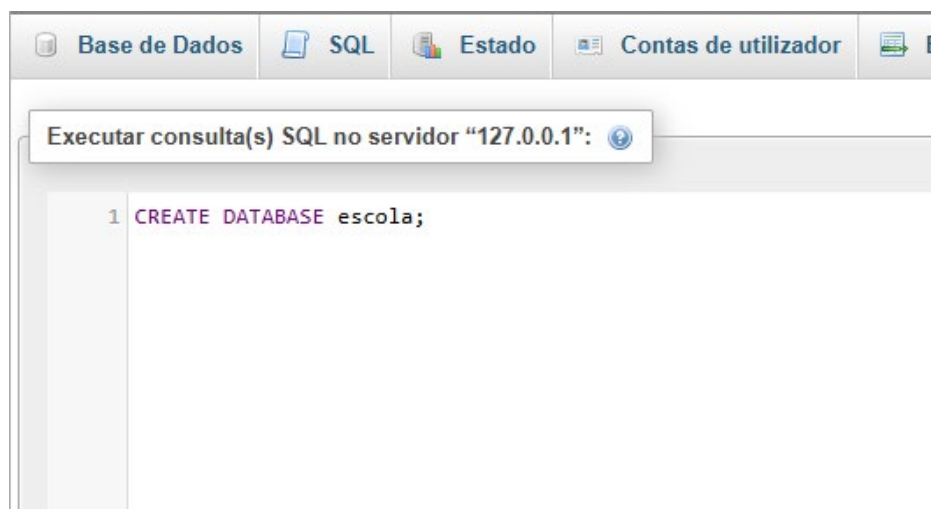 Base de Dados SQL Estado Contas de utilizador
Executar consulta(s) SQL no servidor “127.0.0.1”:
1 CREATE DATABASE escola;